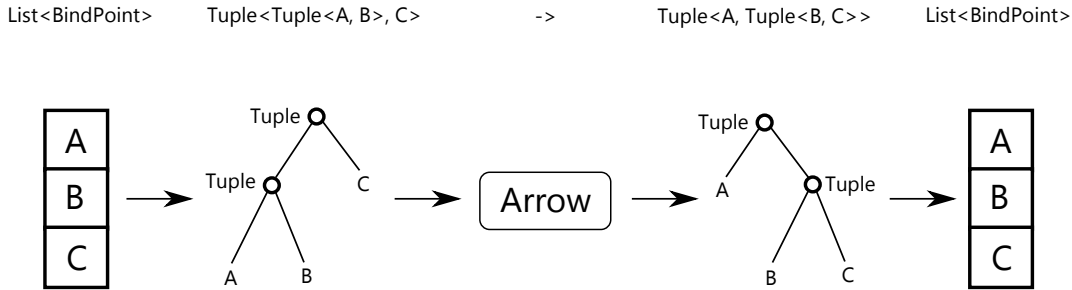 List<BindPoint> Tuple<Tuple<A, B>, C> -> Tuple<A, Tuple<B, C>> List<BindPoint>
A
B
C
Tuple
Tuple
C
A
B
Arrow
Tuple
A
Tuple
B
C
A
B
C